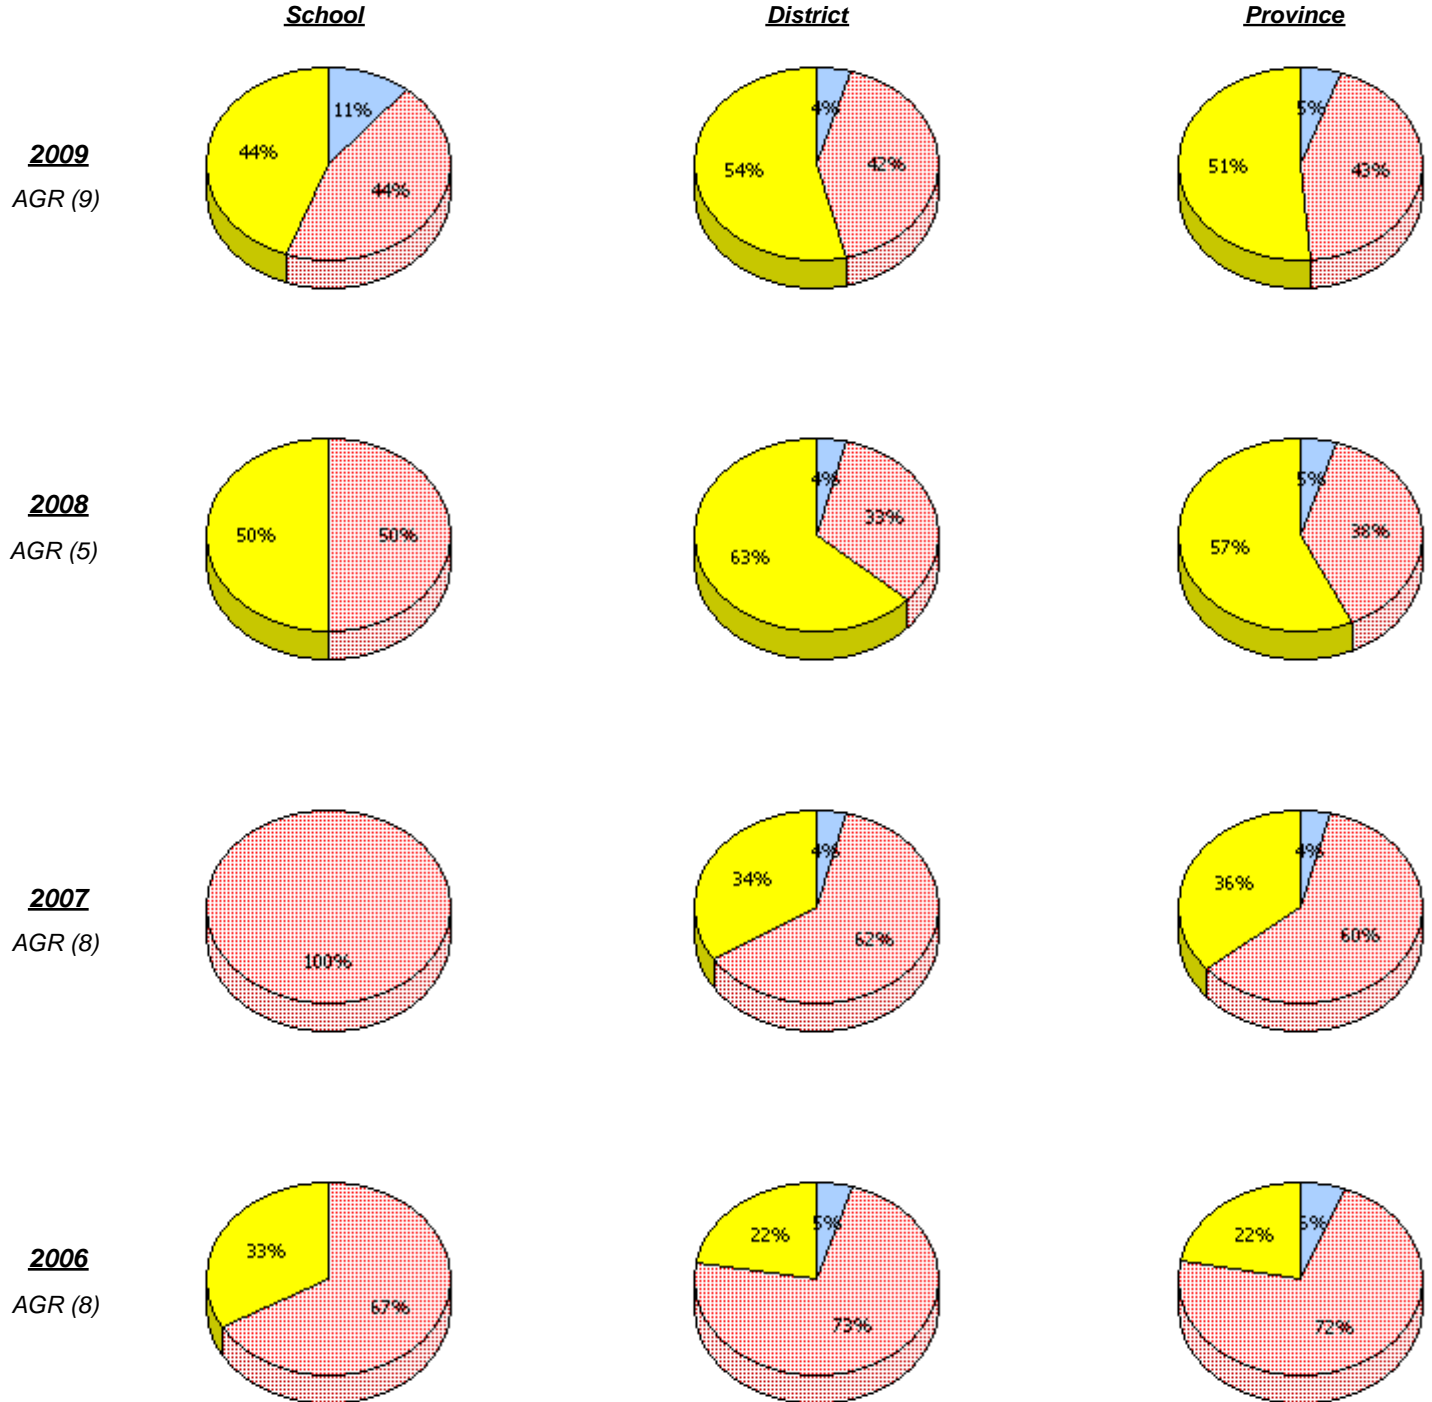 School District Province
11% 4% 5%
44% 54% 51%
2009 44% 42% 43%
AGR (9)
4% 5%
2008 50% 50% 63% 33% 57% 38%
AGR (5)
4% 4%
34% 36%
2007 100% 62% 60%
AGR (8)
5%
33% 22% 22%
2006 67% 73% 72%
AGR (8)